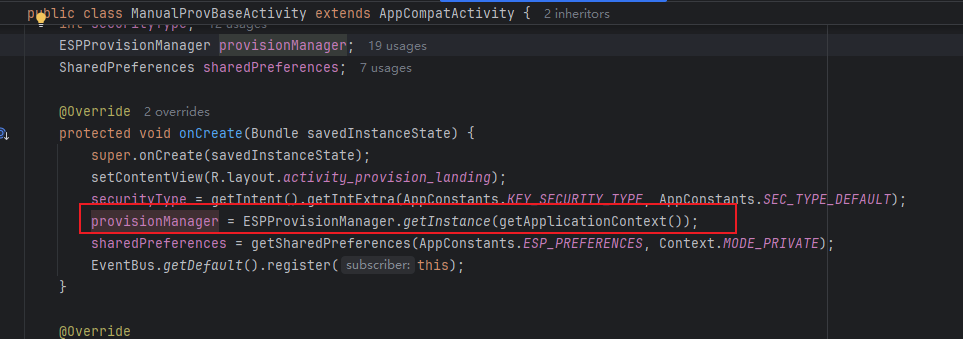 public class ManualProvBaseActivity extends AppCompatActivity { 2 inheritors
int securityType; 12 usages
ESPProvisionManager provisionManager; 19 usages
SharedPreferences sharedPreferences; 7 usages
@Override 2 overrides
protected void onCreate(Bundle savedInstanceState) {
super.onCreate(savedInstanceState);
setContentView(R.layout.activity_provision_landing);
securityType = getIntent().getIntExtra(AppConstants.KEY_SECURITY_TYPE, AppConstants.SEC_TYPE_DEFAULT);
provisionManager = ESPProvisionManager.getInstance(getApplicationContext());
sharedPreferences = getSharedPreferences(AppConstants.ESP_PREFERENCES, Context.MODE_PRIVATE);
EventBus.getDefault().register( subscriber: this);
}
@Override